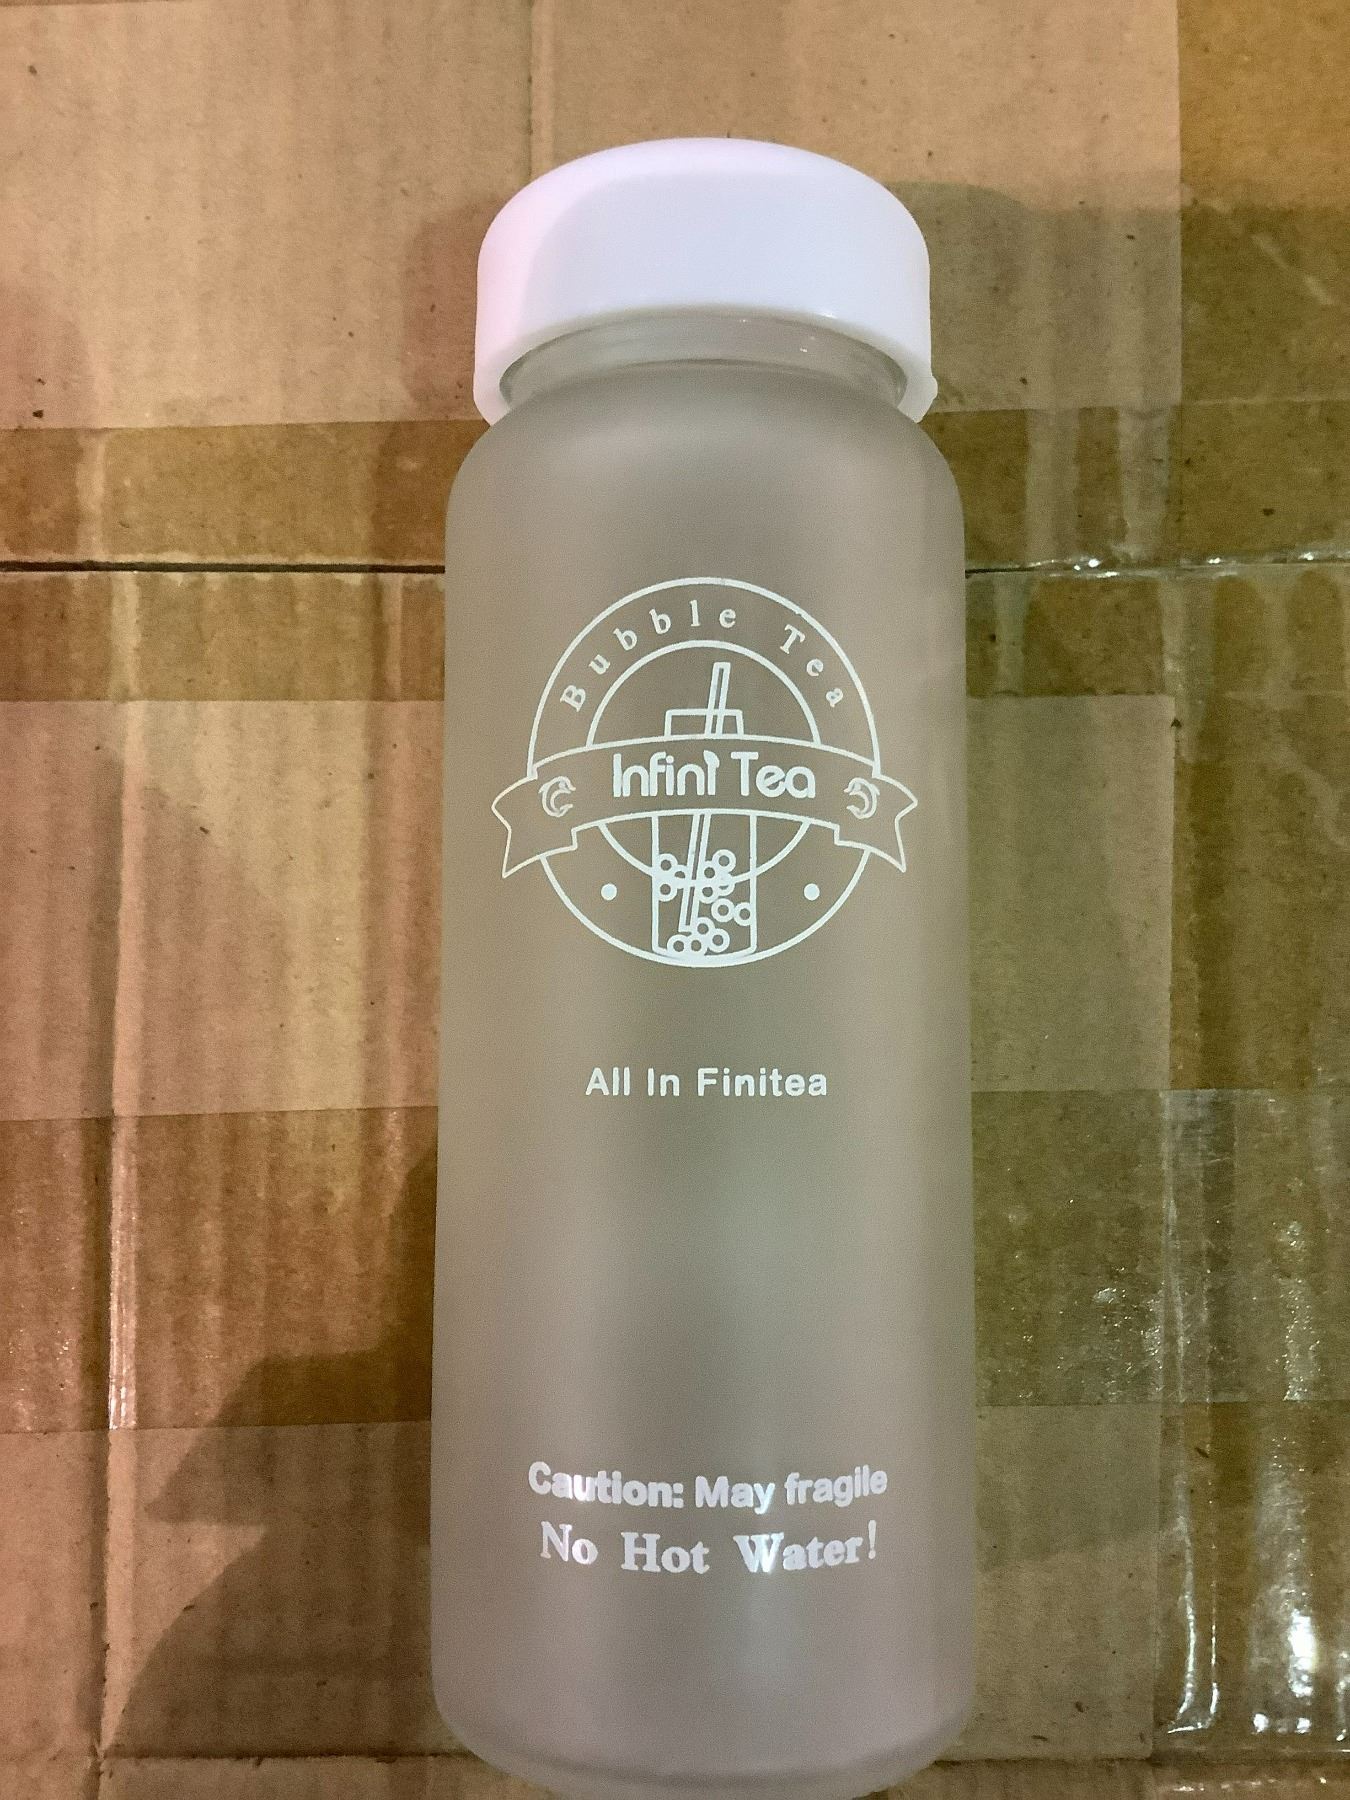 Bubble Tea
Infini Tea
All In Finitea
Caution: May fragile
No Hot Water!